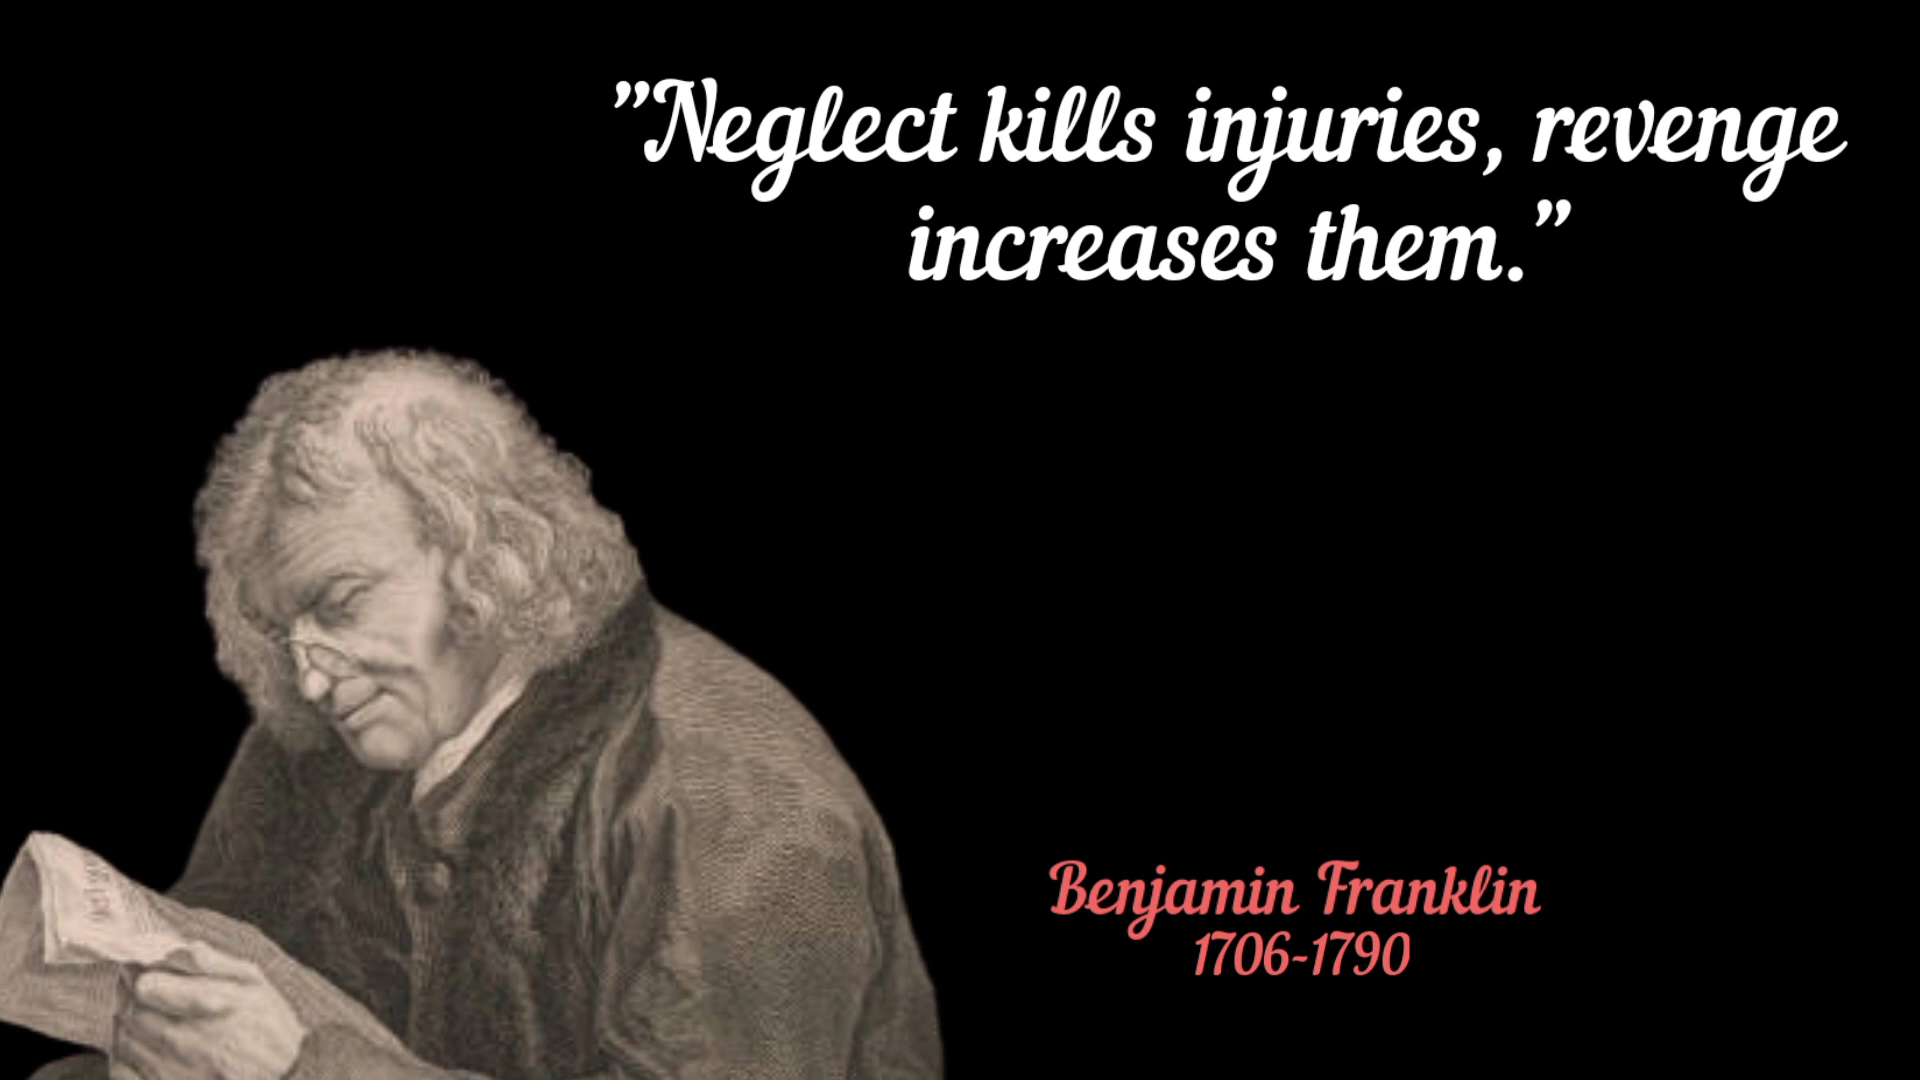 ”Neglect kills injuries, revenge
increases them.”
Benjamin Franklin
1706-1790